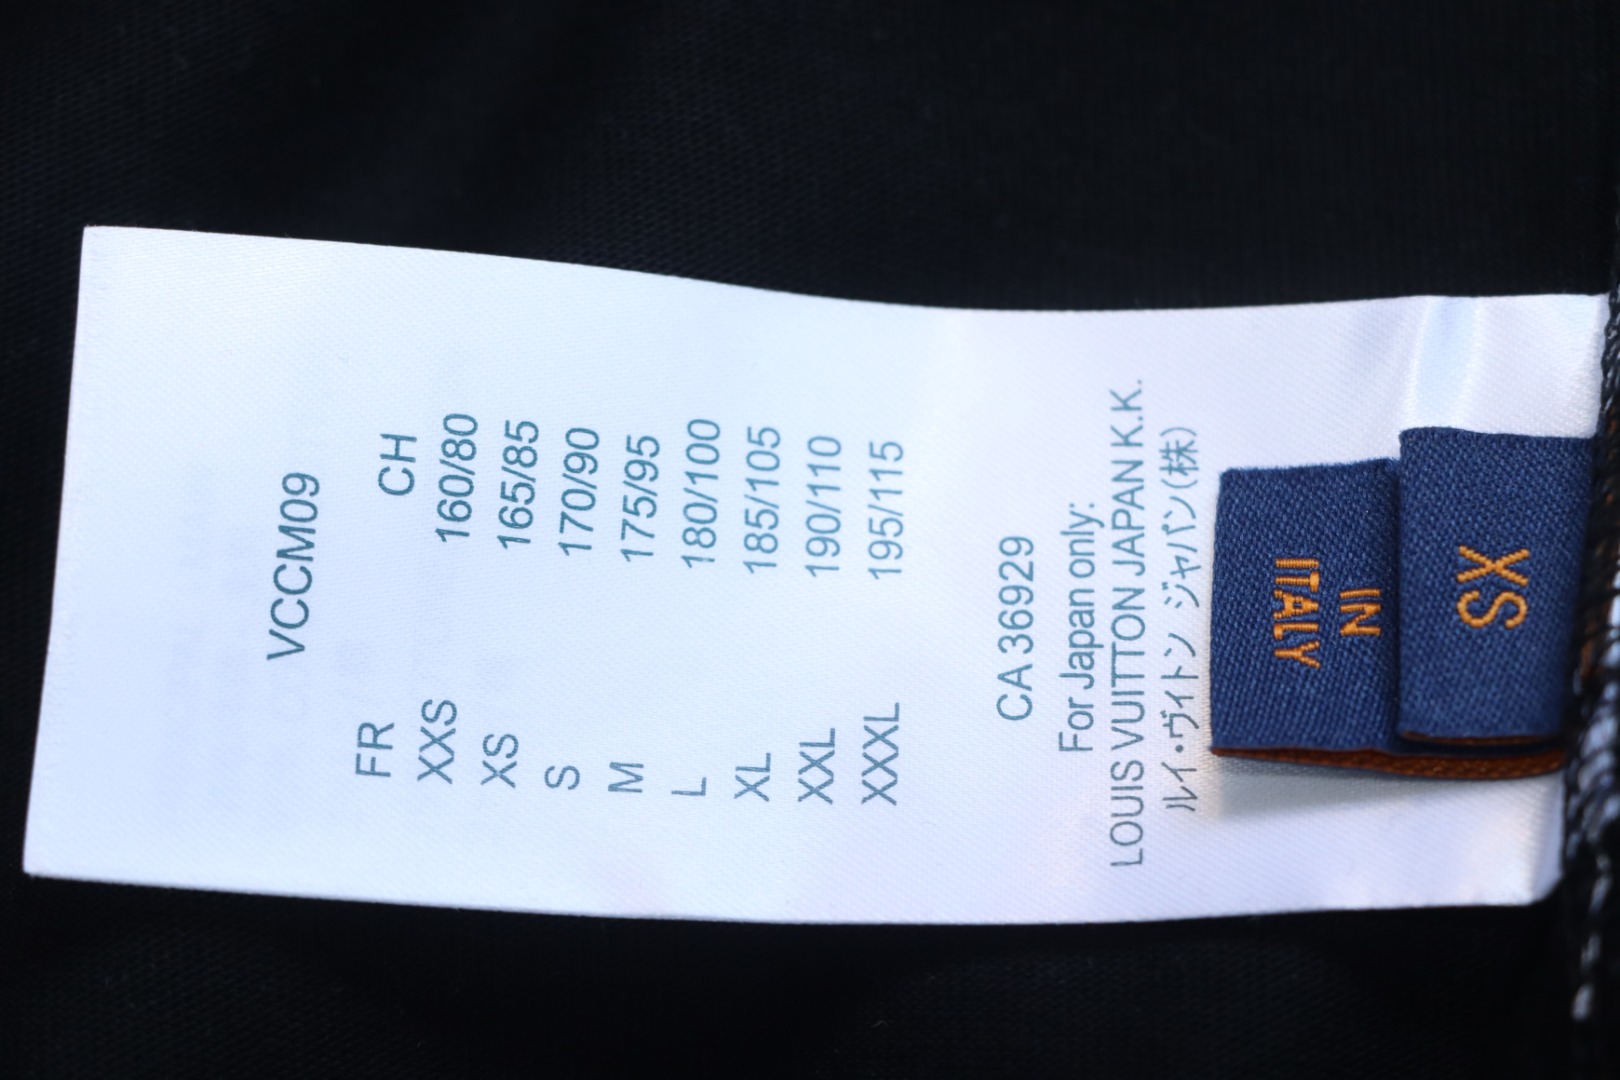 VCCM09
FR CH
XXS 160/80
XS 165/85
S 170/90
M 175/95
L 180/100
XL 185/105
XXL 190/110
XXXL 195/115
CA 36929
For Japan only:
LOUIS VUITTON JAPAN K.K.
ルイ・ヴィトン ジャパン(株)
IN
ITALY
XS